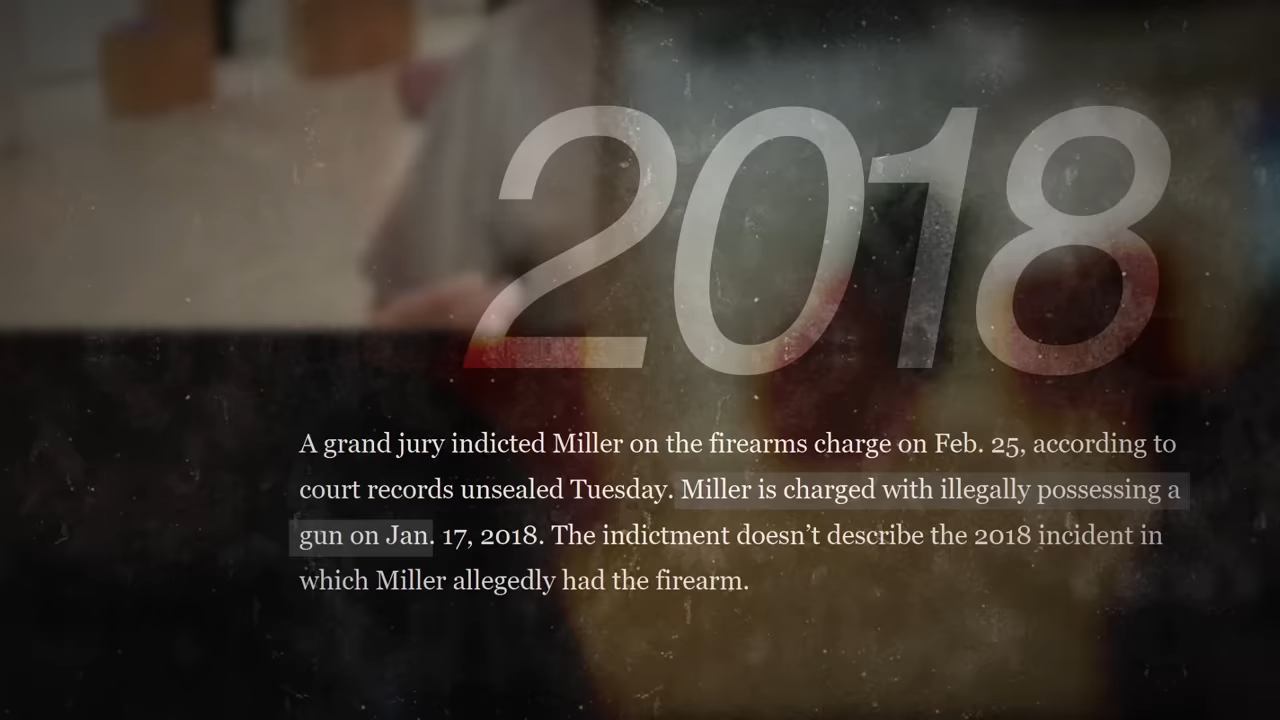 2018
A grand jury indicted Miller on the firearms charge on Feb. 25, according to
court records unsealed Tuesday. Miller is charged with illegally possessing a
gun on Jan. 17, 2018. The indictment doesn’t describe the 2018 incident in
which Miller allegedly had the firearm.